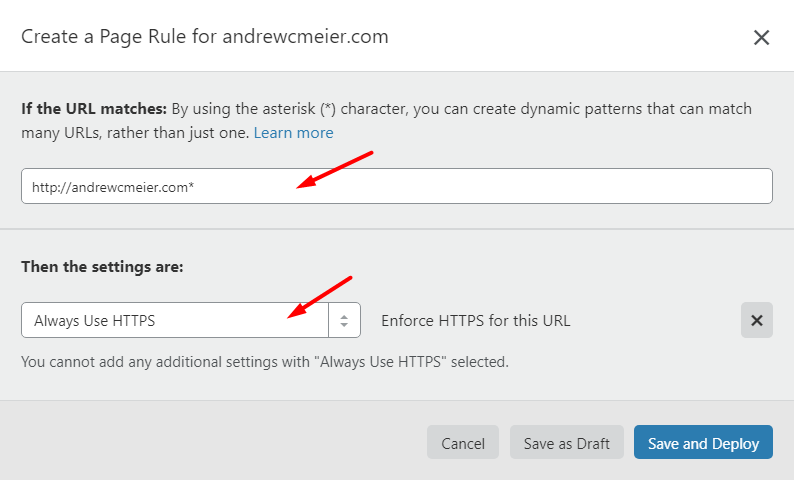 Create a Page Rule for andrewcmeier.com
If the URL matches: By using the asterisk (*) character, you can create dynamic patterns that can match
many URLs, rather than just one. Learn more
http://andrewcmeier.com*
Then the settings are:
Always Use HTTPS Enforce HTTPS for this URL
You cannot add any additional settings with "Always Use HTTPS" selected.
Cancel Save as Draft Save and Deploy